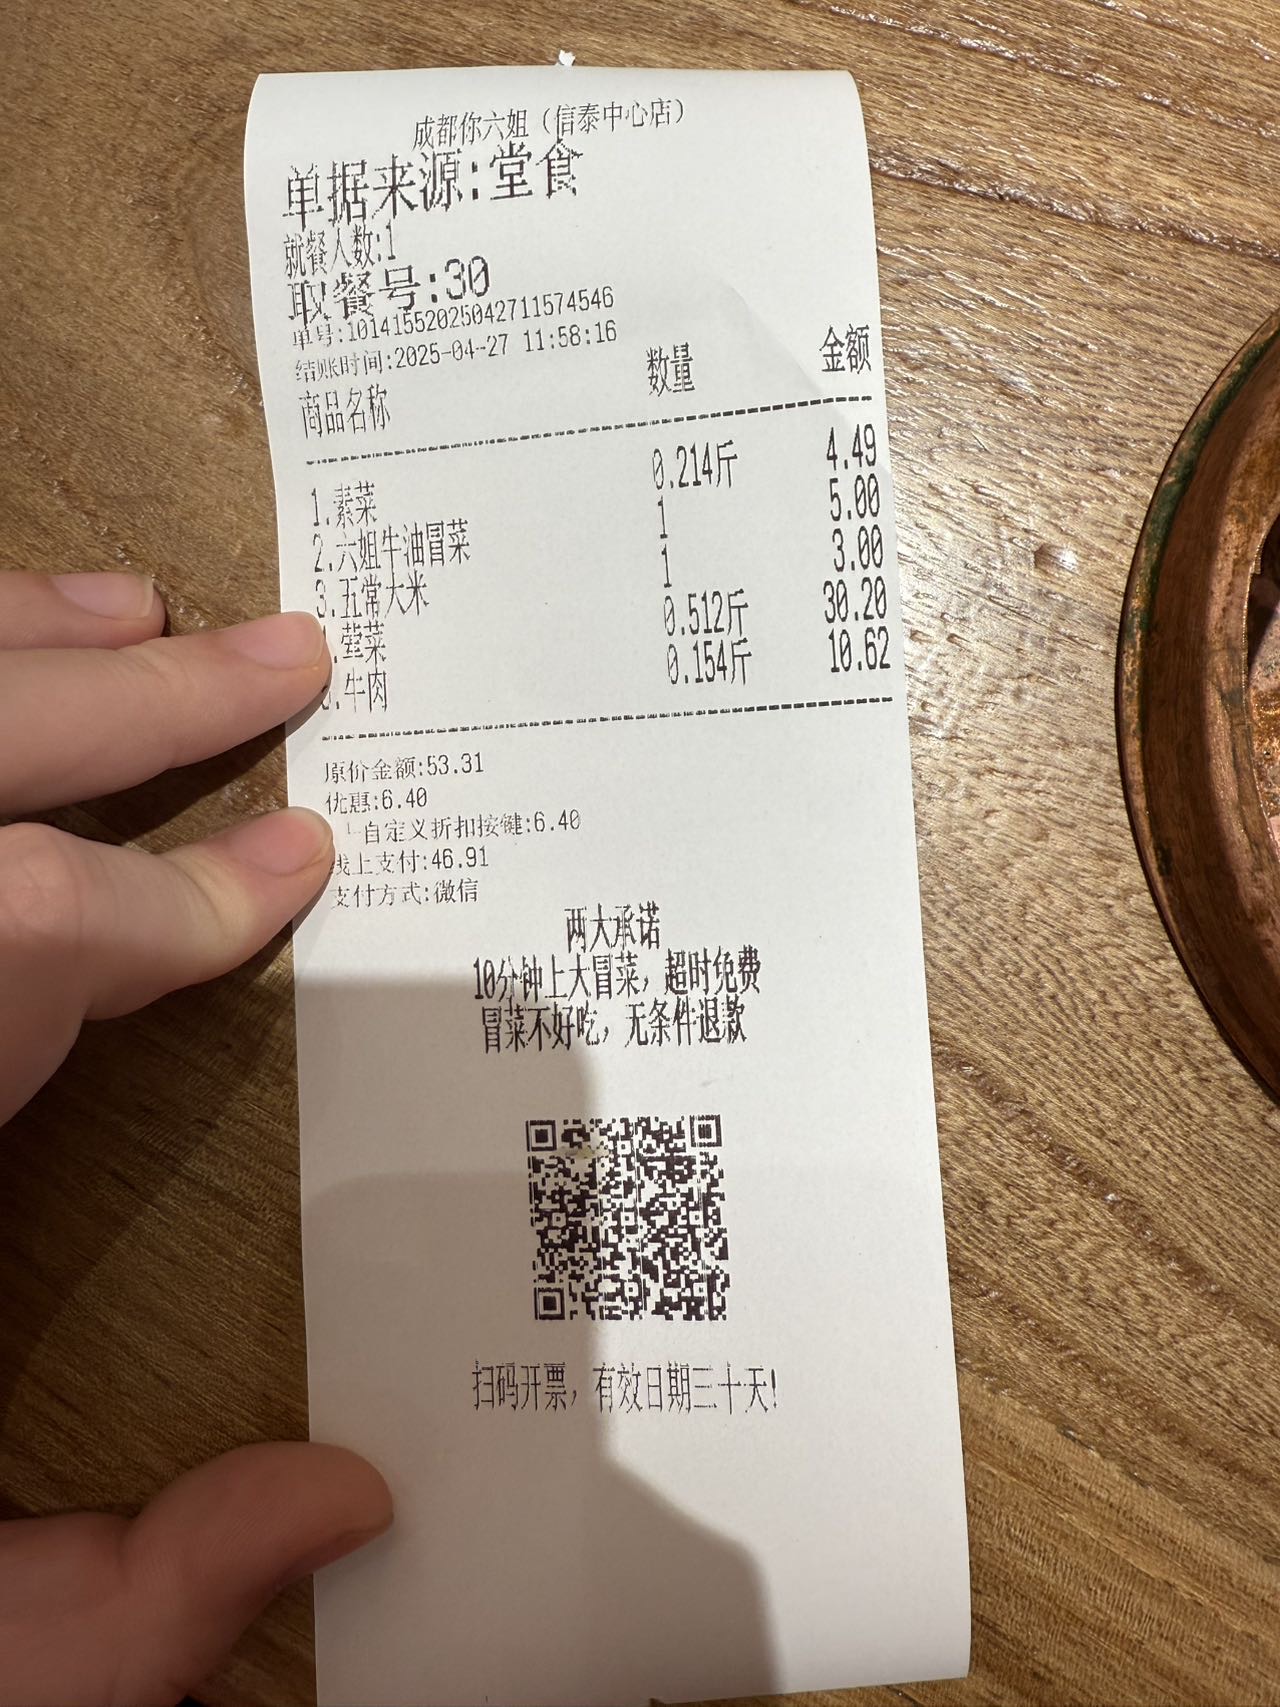 成都你六姐（信泰中心店）
单据来源:堂食
就餐人数:1
取餐号:30
单号:10141552025042711574546
结账时间:2025-04-27 11:58:16
商品名称 数量 金额
1.素菜 0.214斤 4.49
2.六姐牛油冒菜 1 5.00
3.五常大米 1 3.00
.荤菜 0.512斤 30.20
.牛肉 0.154斤 10.62
原价金额:53.31
优惠:6.40
自定义折扣按键:6.40
线上支付:46.91
支付方式:微信
两大承诺
10分钟上大冒菜，超时免费
冒菜不好吃，无条件退款
扫码开票，有效日期三十天!